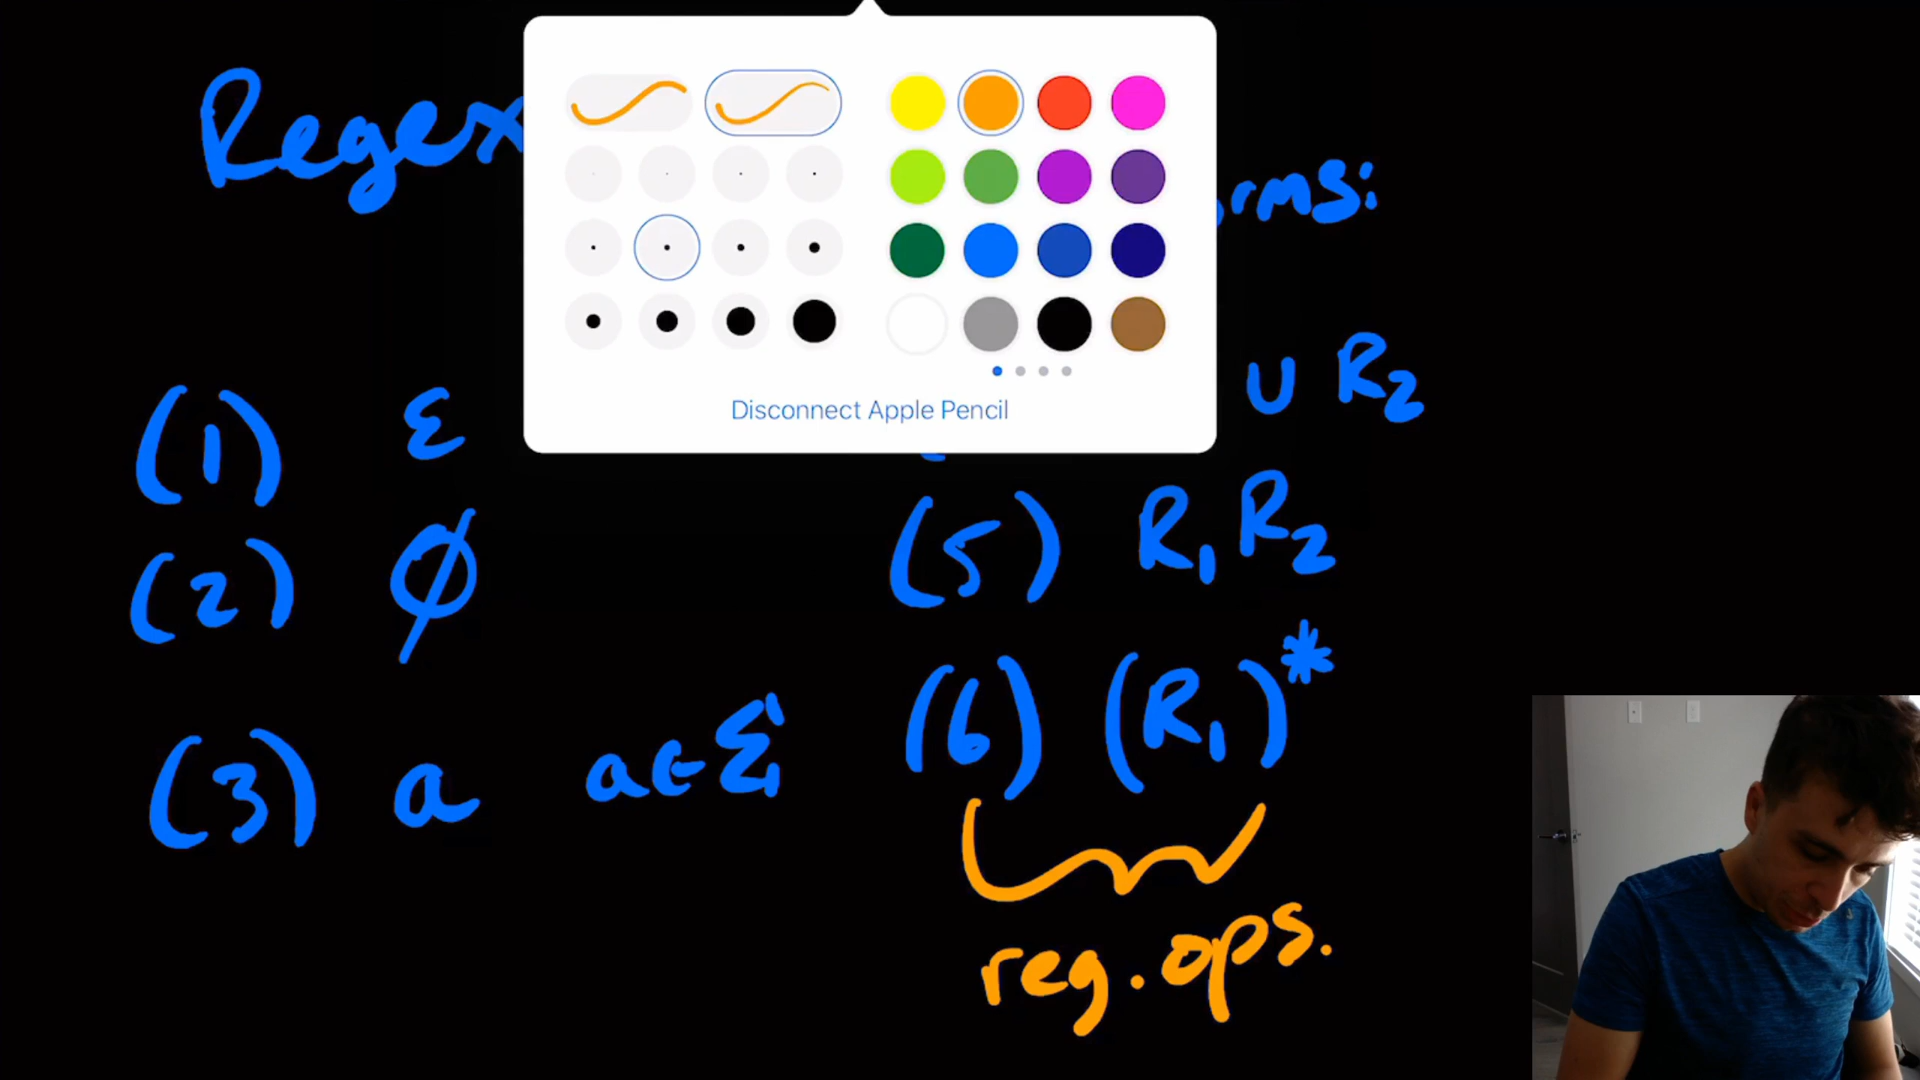 Regex
rms:
(1) ε
∪ R₂
(2) ∅
(5) R₁R₂
(3) a a∈Σ
(6) (R₁)*
reg. ops.
Disconnect Apple Pencil